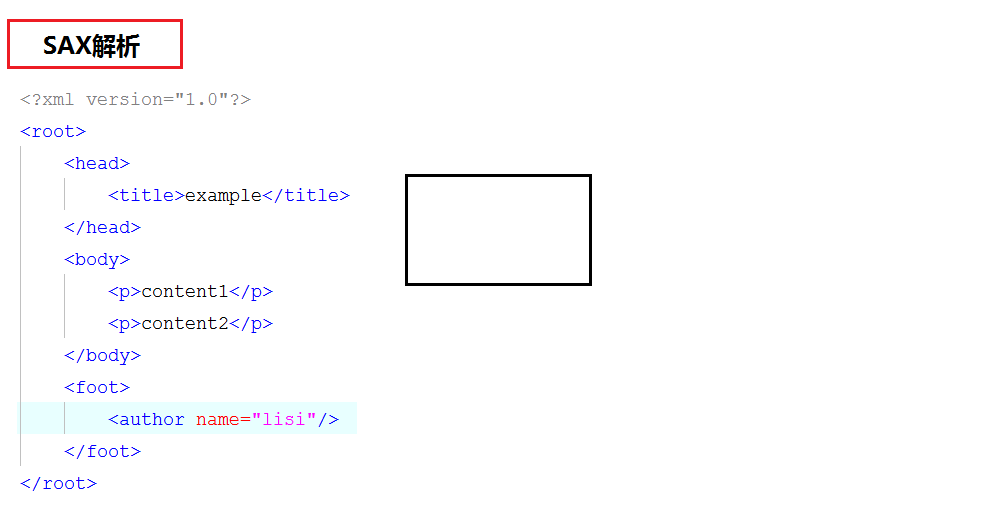 SAX解析
<?xml version="1.0"?>
<root>
<head>
<title>example</title>
</head>
<body>
<p>content1</p>
<p>content2</p>
</body>
<foot>
<author name="lisi"/>
</foot>
</root>